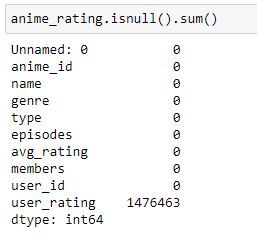 anime_rating.isnull().sum()
Unnamed: 0 0
anime_id 0
name 0
genre 0
type 0
episodes 0
avg_rating 0
members 0
user_id 0
user_rating 1476463
dtype: int64